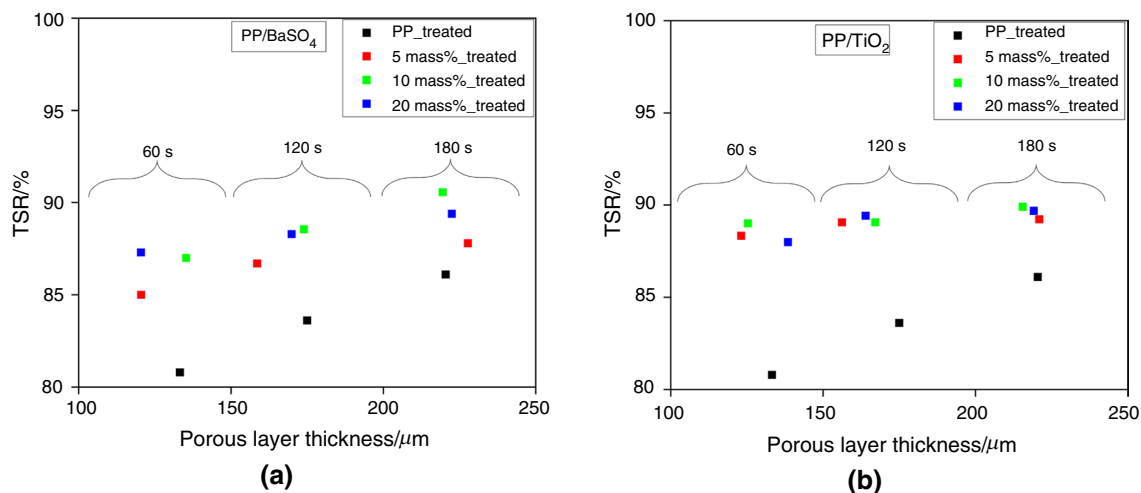 100
95
90
85
80
TSR/%
PP/BaSO4
PP_treated
5 mass%_treated
10 mass%_treated
20 mass%_treated
60 s
120 s
180 s
100
150
200
250
Porous layer thickness/μm
(a)
100
95
90
85
80
TSR/%
PP/TiO2
PP_treated
5 mass%_treated
10 mass%_treated
20 mass%_treated
60 s
120 s
180 s
100
150
200
250
Porous layer thickness/μm
(b)